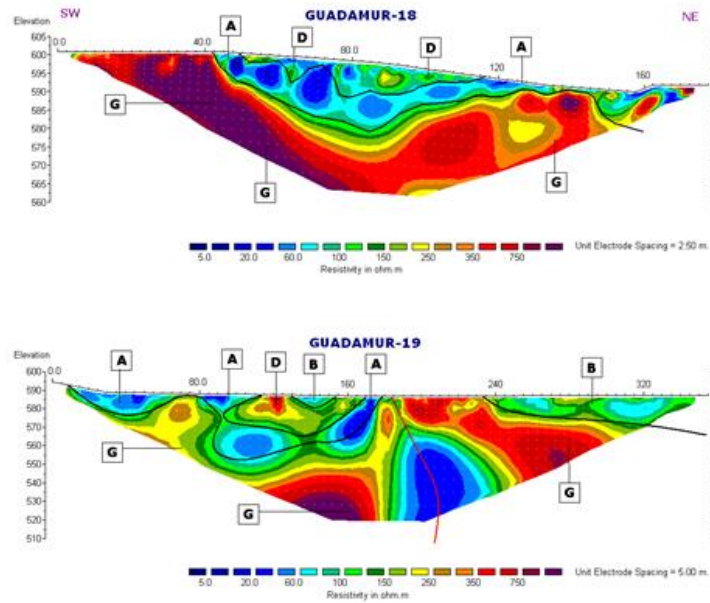 SW
GUADAMUR-18
NE
Elevation
605
600
595
590
585
580
575
570
565
560
0.0
40.0
80.0
120
160
A
D
D
A
G
G
G
5.0
20.0
60.0
100
150
250
350
750
Unit Electrode Spacing = 2.50 m.
Resistivity in ohm.m
GUADAMUR-19
Elevation
600
590
580
570
560
550
540
530
520
510
0.0
80.0
160
240
320
A
A
D
B
A
B
G
G
G
5.0
20.0
60.0
100
150
250
350
750
Unit Electrode Spacing = 5.00 m.
Resistivity in ohm.m